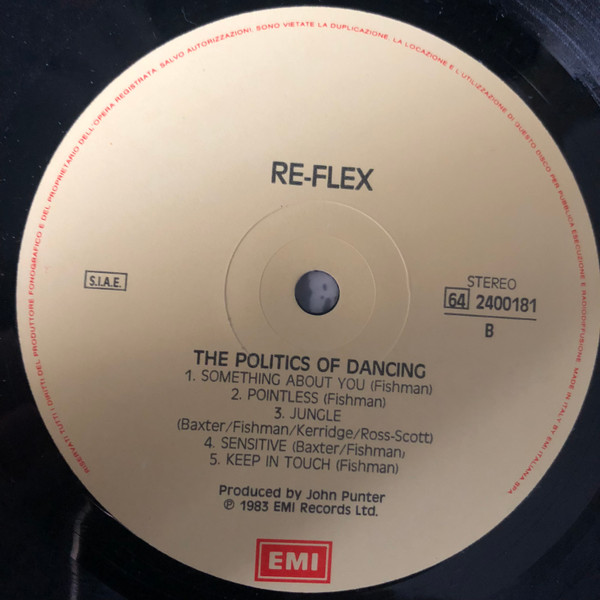 RISERVATI TUTTI I DIRITTI DEL PRODUTTORE FONOGRAFICO E DEL PROPRIETARIO DELL'OPERA REGISTRATA. SALVO AUTORIZZAZIONI, SONO VIETATE LA DUPLICAZIONE, LA LOCAZIONE E L'UTILIZZAZIONE DI QUESTO DISCO PER PUBBLICA ESECUZIONE E RADIODIFFUSIONE. MADE IN ITALY BY EMI ITALIANA SPA
RE-FLEX
S.I.A.E.
STEREO
64 2400181
B
THE POLITICS OF DANCING
1. SOMETHING ABOUT YOU (Fishman)
2. POINTLESS (Fishman)
3. JUNGLE
(Baxter/Fishman/Kerridge/Ross-Scott)
4. SENSITIVE (Baxter/Fishman)
5. KEEP IN TOUCH (Fishman)
Produced by John Punter
℗ 1983 EMI Records Ltd.
EMI